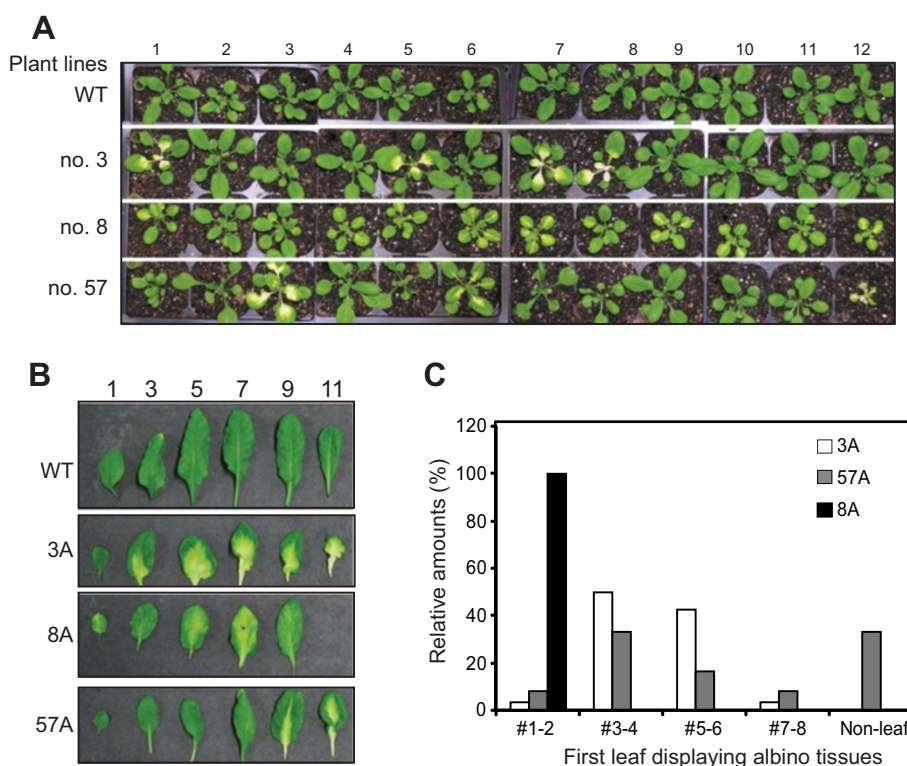 A
1 2 3 4 5 6 7 8 9 10 11 12
Plant lines
WT
no. 3
no. 8
no. 57
B
1 3 5 7 9 11
WT
3A
8A
57A
C
Relative amounts (%)
120
100
80
60
40
20
0
3A
57A
8A
#1-2 #3-4 #5-6 #7-8 Non-leaf
First leaf displaying albino tissues